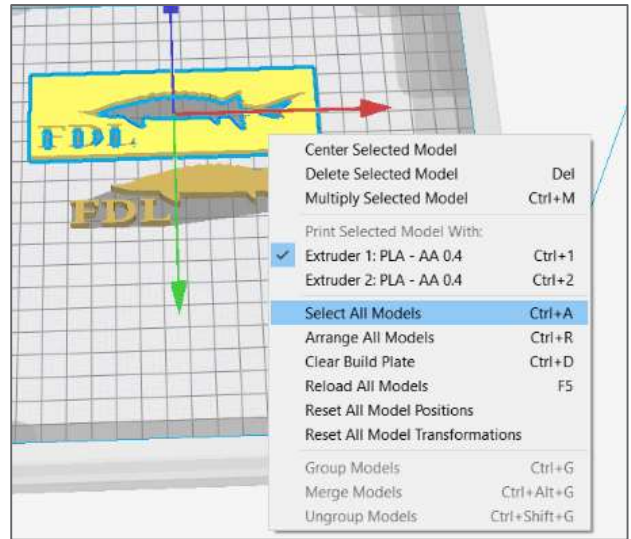 FDL
FDL
Center Selected Model
Delete Selected Model Del
Multiply Selected Model Ctrl+M
Print Selected Model With:
Extruder 1: PLA - AA 0.4 Ctrl+1
Extruder 2: PLA - AA 0.4 Ctrl+2
Select All Models Ctrl+A
Arrange All Models Ctrl+R
Clear Build Plate Ctrl+D
Reload All Models F5
Reset All Model Positions
Reset All Model Transformations
Group Models Ctrl+G
Merge Models Ctrl+Alt+G
Ungroup Models Ctrl+Shift+G